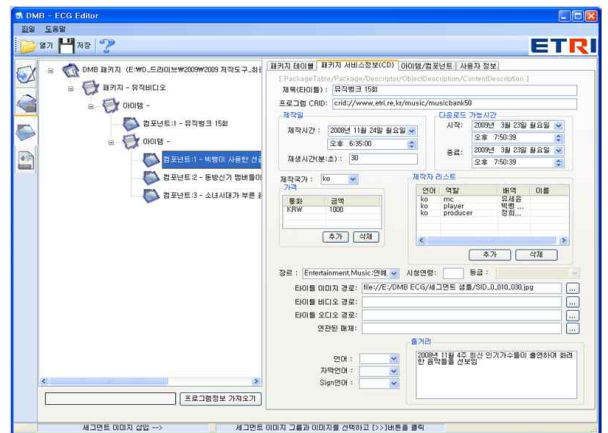 DMB - ECG Editor
파일 도움말
열기 저장
ETRI
DMB 패키지
패키지 - 뮤직비디오
아이템 -
컴포넌트:1 - 뮤직뱅크 15회
아이템 -
컴포넌트:1 - 빅뱅이 사용한
컴포넌트:2 - 동방신기 멤버들이
컴포넌트:3 - 소녀시대가 부른
프로그램정보 가져오기
패키지 테이블 패키지 서비스정보(CD) 아이템/컴포넌트 사용자 정보
[ PackageTable/Package/Descriptor/ObjectDescription/ContentDescription ]
제목(타이틀) : 뮤직뱅크 15회
프로그램 CRID: crid://www.etri.re.kr/music/musicbank50
제작일
제작시간 : 2008년 11월 24일 월요일
오후 6:35:00
재생시간(분:초) : 30
다운로드 가능시간
시작: 2009년 3월 23일 월요일
오후 7:50:39
종료: 2009년 3월 23일 월요일
오후 7:50:39
제작국가 : ko
가격
통화 금액
KRW 1000
추가 삭제
제작자 리스트
언어 역할 배역 이름
ko mc 유세윤
ko player 빅뱅 ...
ko producer 정희...
추가 삭제
장르 : Entertainment,Music:연예, 시청연령: 등급 :
타이틀 이미지 경로: file://E:/DMB ECG/세그먼트 샘플/SID_0_010_030.jpg ...
타이틀 비디오 경로: ...
타이틀 오디오 경로: ...
연관된 매체: ...
언어 :
자막언어 :
Sign언어 :
줄거리
2008년 11월 4주 최신 인기가수들이 출연하여 화려
한 음악들을 선보임
세그먼트 이미지 삽입 --> 세그먼트 이미지 그룹과 이미지를 선택하고 [>>]버튼을 클릭